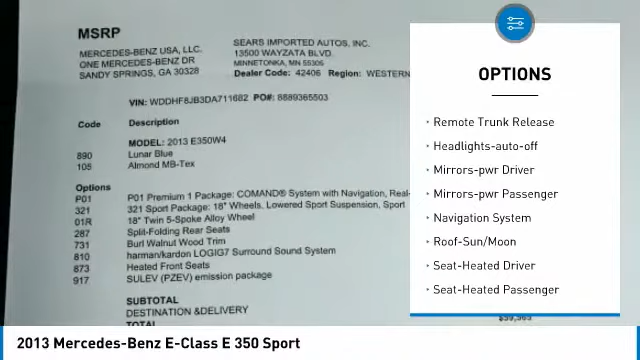 MSRP
MERCEDES-BENZ USA, LLC.
ONE MERCEDES-BENZ DR
SANDY SPRINGS, GA 30328
SEARS IMPORTED AUTOS, INC.
13500 WAYZATA BLVD.
MINNETONKA, MN 55305
Dealer Code: 42406 Region: WESTERN
VIN: WDDHF8JB3DA711682 PO#: 8889365503
Code Description
MODEL: 2013 E350W4
890 Lunar Blue
105 Almond MB-Tex
Options
P01 P01 Premium 1 Package: COMAND® System with Navigation, Real-
321 321 Sport Package: 18" Wheels, Lowered Sport Suspension, Sport
01R 18" Twin 5-Spoke Alloy Wheel
287 Split-Folding Rear Seats
731 Burl Walnut Wood Trim
810 harman/kardon LOGIG7 Surround Sound System
873 Heated Front Seats
917 SULEV (PZEV) emission package
SUBTOTAL
DESTINATION &DELIVERY
TOTAL
OPTIONS
• Remote Trunk Release
• Headlights-auto-off
• Mirrors-pwr Driver
• Mirrors-pwr Passenger
• Navigation System
• Roof-Sun/Moon
• Seat-Heated Driver
• Seat-Heated Passenger
2013 Mercedes-Benz E-Class E 350 Sport